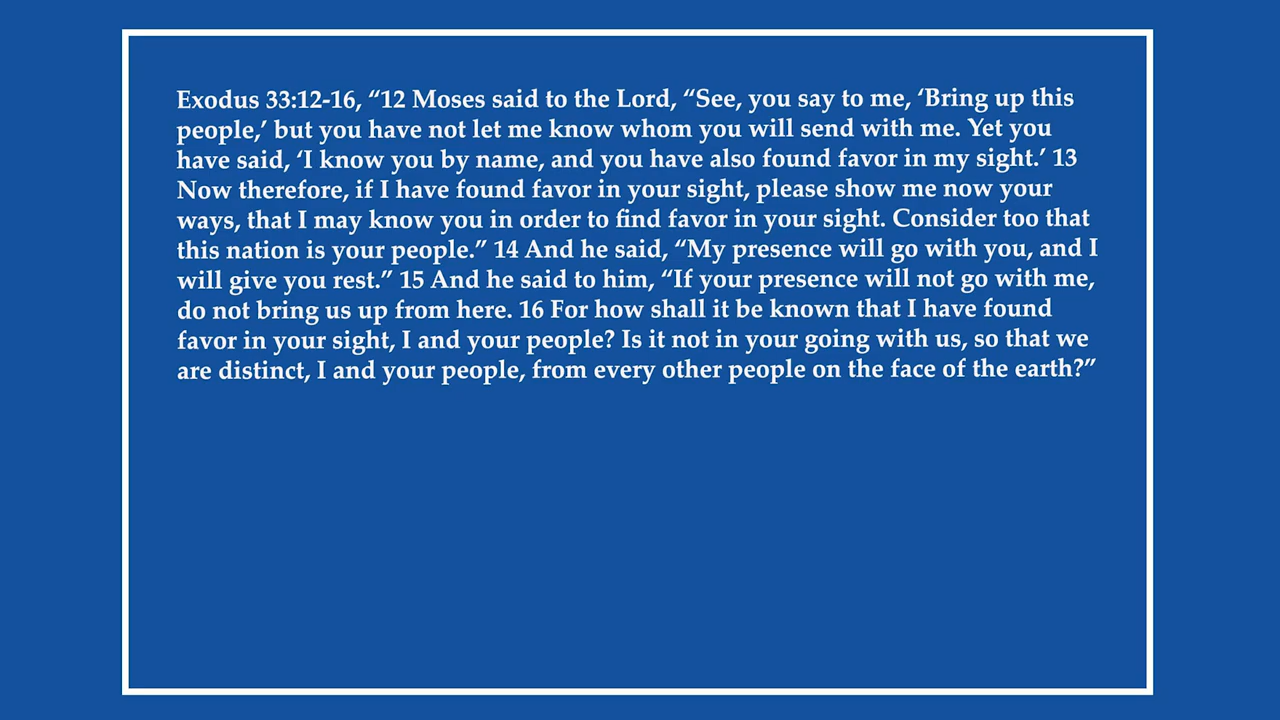 Exodus 33:12-16, “12 Moses said to the Lord, “See, you say to me, ‘Bring up this
people,’ but you have not let me know whom you will send with me. Yet you
have said, ‘I know you by name, and you have also found favor in my sight.’ 13
Now therefore, if I have found favor in your sight, please show me now your
ways, that I may know you in order to find favor in your sight. Consider too that
this nation is your people.” 14 And he said, “My presence will go with you, and I
will give you rest.” 15 And he said to him, “If your presence will not go with me,
do not bring us up from here. 16 For how shall it be known that I have found
favor in your sight, I and your people? Is it not in your going with us, so that we
are distinct, I and your people, from every other people on the face of the earth?”